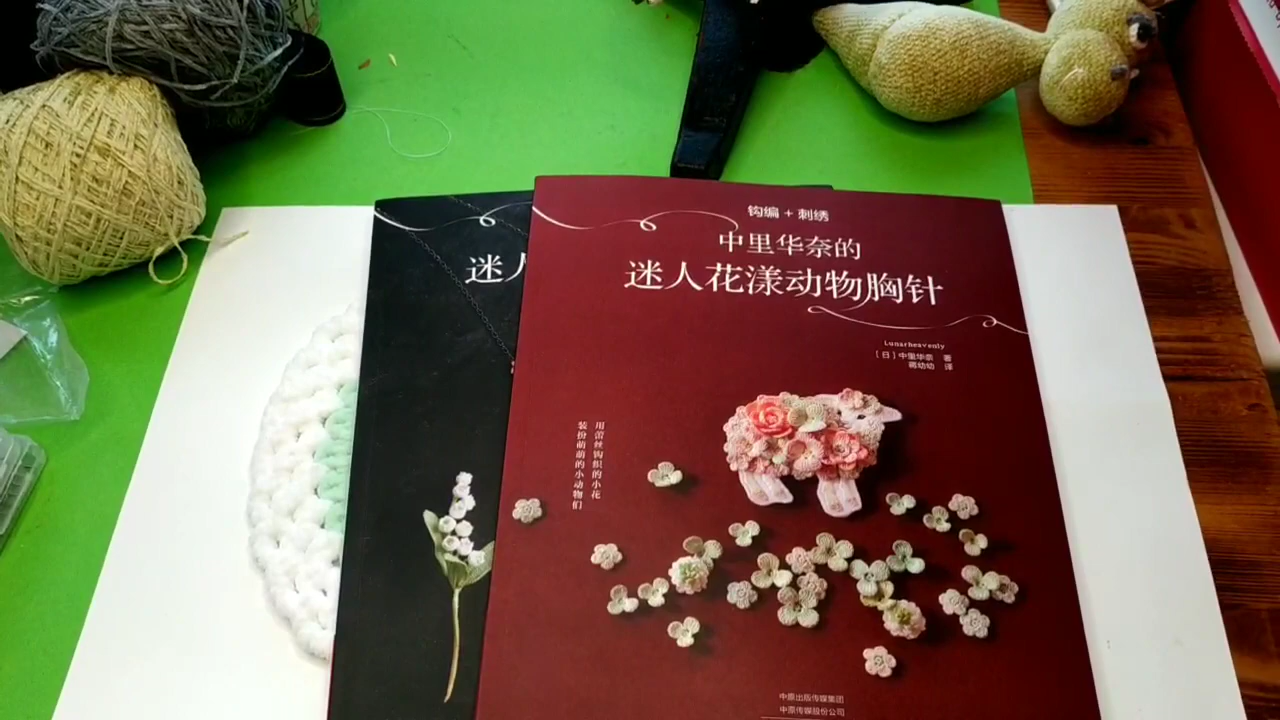 钩编 + 刺绣
中里华奈的
迷人花漾动物胸针
Lunarheavenly
[日] 中里华奈 著
蒋幼幼 译
用蕾丝钩织的小花
装扮萌萌的小动物们
中原出版传媒集团
中原传媒股份公司
迷人